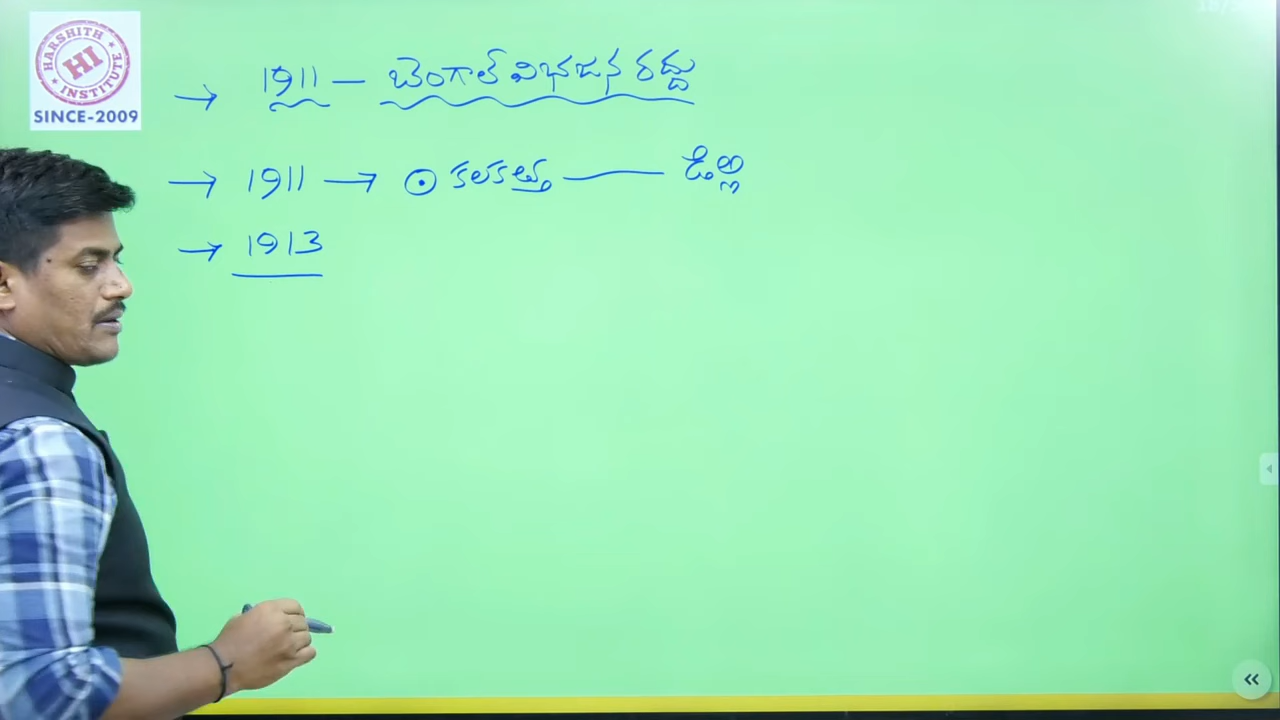 HARSHITH
HI
INSTITUTE
SINCE-2009
→ 1911 — బెంగాల్ విభజన రద్దు
→ 1911 → ⊙ కలకత్తా —— ఢిల్లీ
→ 1913